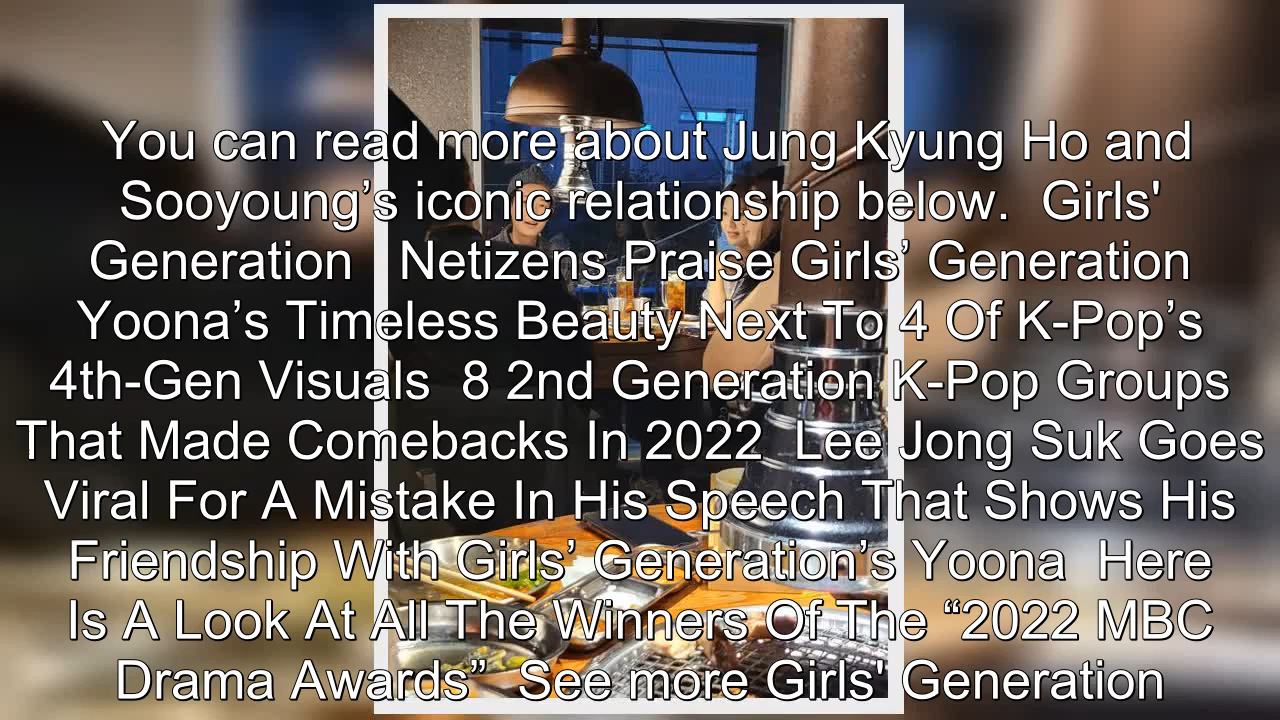 You can read more about Jung Kyung Ho and
Sooyoung’s iconic relationship below.  Girls'
Generation   Netizens Praise Girls’ Generation
Yoona’s Timeless Beauty Next To 4 Of K-Pop’s
4th-Gen Visuals  8 2nd Generation K-Pop Groups
That Made Comebacks In 2022  Lee Jong Suk Goes
Viral For A Mistake In His Speech That Shows His
Friendship With Girls’ Generation’s Yoona  Here
Is A Look At All The Winners Of The “2022 MBC
Drama Awards”  See more Girls' Generation